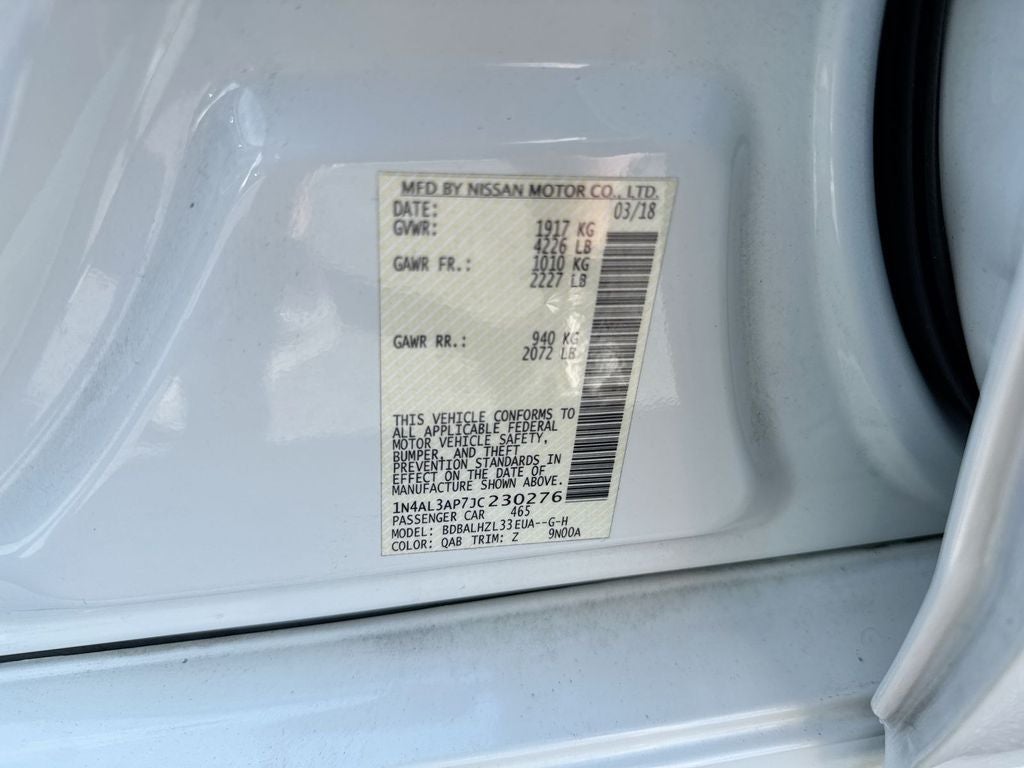 MFD BY NISSAN MOTOR CO., LTD.
DATE: 03/18
GVWR: 1917 KG
4226 LB
GAWR FR.: 1010 KG
2227 LB
GAWR RR.: 940 KG
2072 LB
THIS VEHICLE CONFORMS TO
ALL APPLICABLE FEDERAL
MOTOR VEHICLE SAFETY,
BUMPER, AND THEFT
PREVENTION STANDARDS IN
EFFECT ON THE DATE OF
MANUFACTURE SHOWN ABOVE.
1N4AL3AP7JC230276
PASSENGER CAR 465
MODEL: BDBALHZL33EUA--G-H
COLOR: QAB TRIM: Z 9N00A